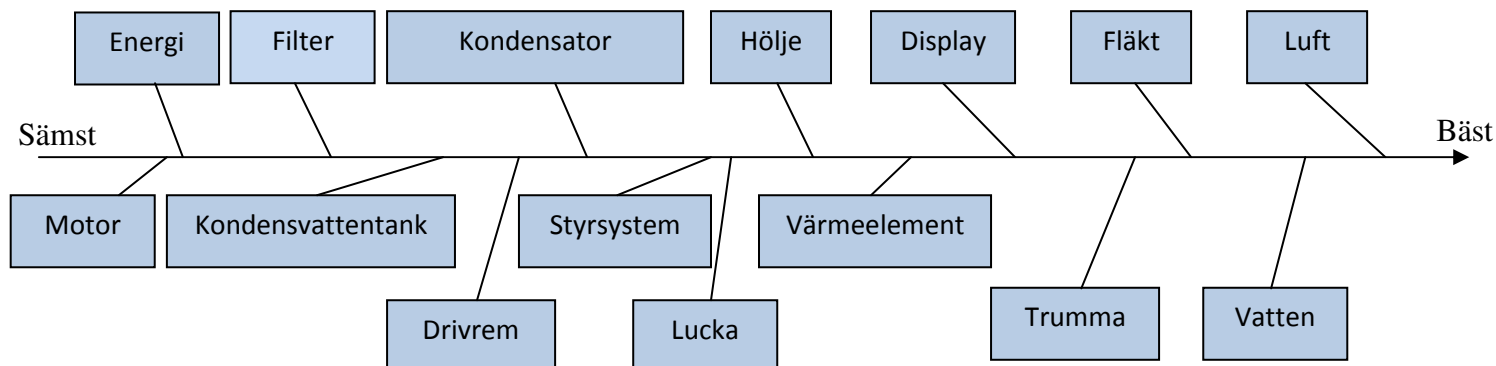 Energi
Filter
Kondensator
Hölje
Display
Fläkt
Luft
Sämst
Bäst
Motor
Kondensvattentank
Styrsystem
Värmeelement
Drivrem
Lucka
Trumma
Vatten